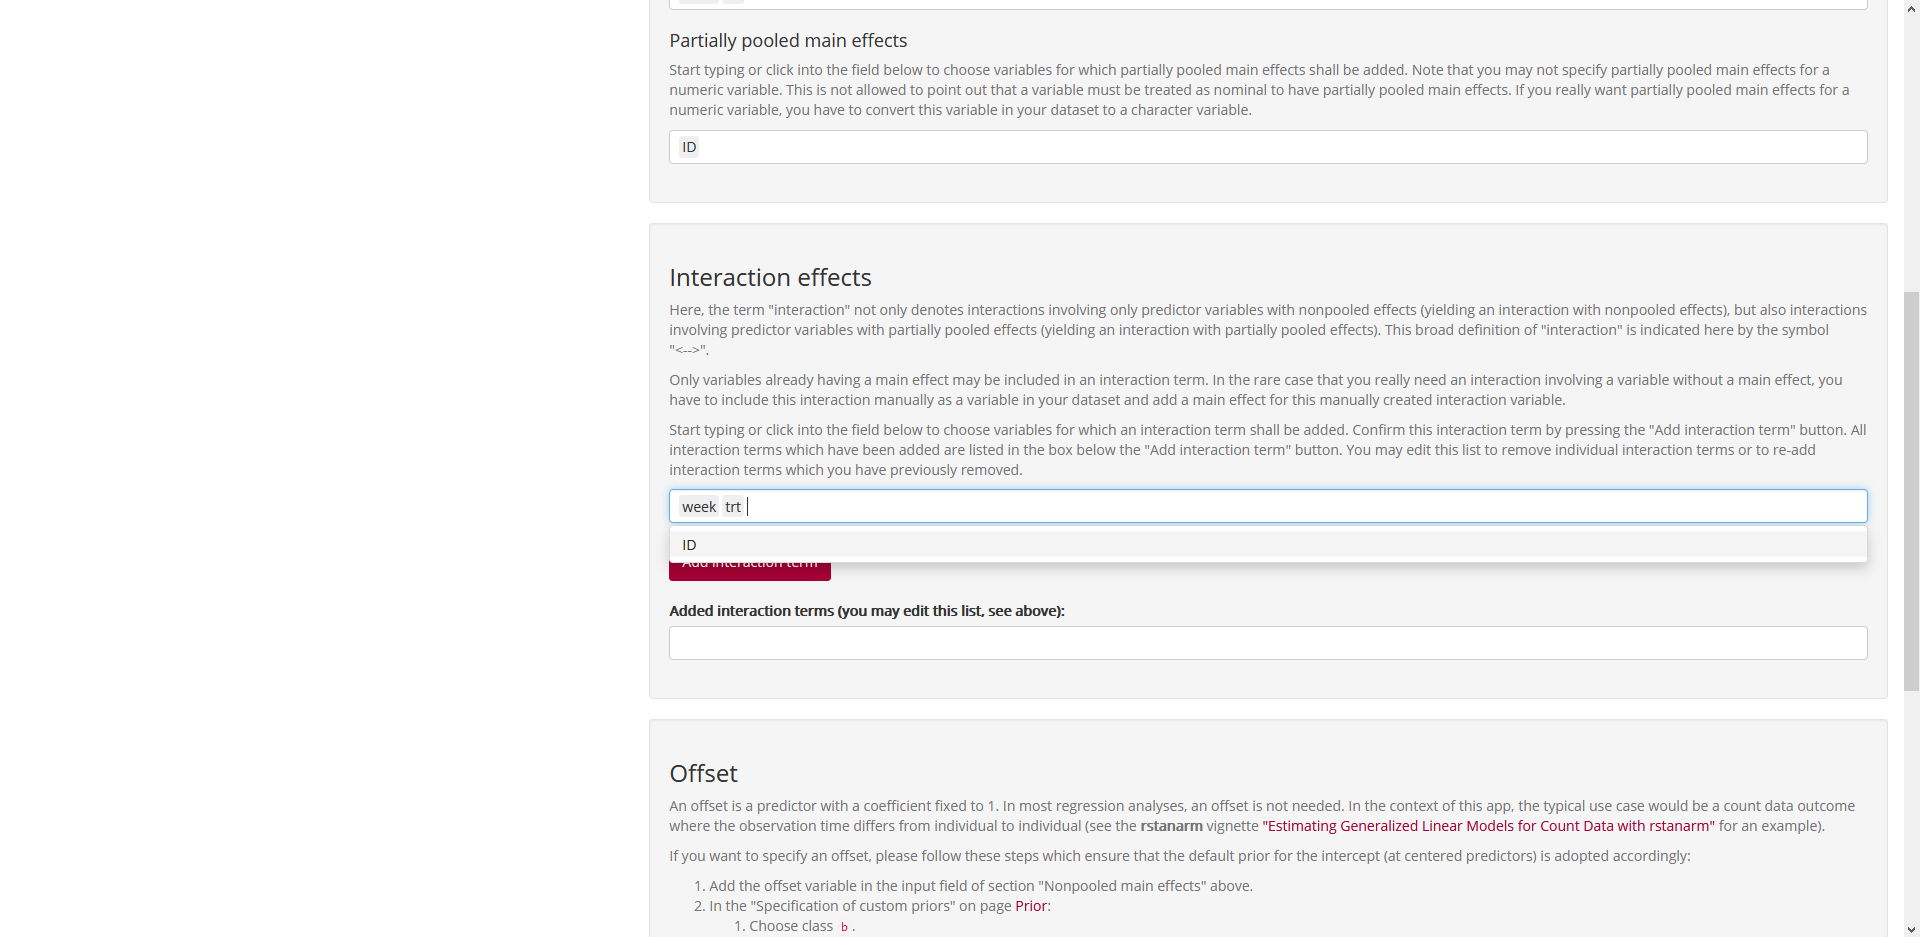 Partially pooled main effects
Start typing or click into the field below to choose variables for which partially pooled main effects shall be added. Note that you may not specify partially pooled main effects for a
numeric variable. This is not allowed to point out that a variable must be treated as nominal to have partially pooled main effects. If you really want partially pooled main effects for a
numeric variable, you have to convert this variable in your dataset to a character variable.
ID
Interaction effects
Here, the term "interaction" not only denotes interactions involving only predictor variables with nonpooled effects (yielding an interaction with nonpooled effects), but also interactions
involving predictor variables with partially pooled effects (yielding an interaction with partially pooled effects). This broad definition of "interaction" is indicated here by the symbol
"<-->".
Only variables already having a main effect may be included in an interaction term. In the rare case that you really need an interaction involving a variable without a main effect, you
have to include this interaction manually as a variable in your dataset and add a main effect for this manually created interaction variable.
Start typing or click into the field below to choose variables for which an interaction term shall be added. Confirm this interaction term by pressing the "Add interaction term" button. All
interaction terms which have been added are listed in the box below the "Add interaction term" button. You may edit this list to remove individual interaction terms or to re-add
interaction terms which you have previously removed.
week trt
ID
Add interaction term
Added interaction terms (you may edit this list, see above):
Offset
An offset is a predictor with a coefficient fixed to 1. In most regression analyses, an offset is not needed. In the context of this app, the typical use case would be a count data outcome
where the observation time differs from individual to individual (see the rstanarm vignette "Estimating Generalized Linear Models for Count Data with rstanarm" for an example).
If you want to specify an offset, please follow these steps which ensure that the default prior for the intercept (at centered predictors) is adopted accordingly:
1. Add the offset variable in the input field of section "Nonpooled main effects" above.
2. In the "Specification of custom priors" on page Prior:
1. Choose class b .